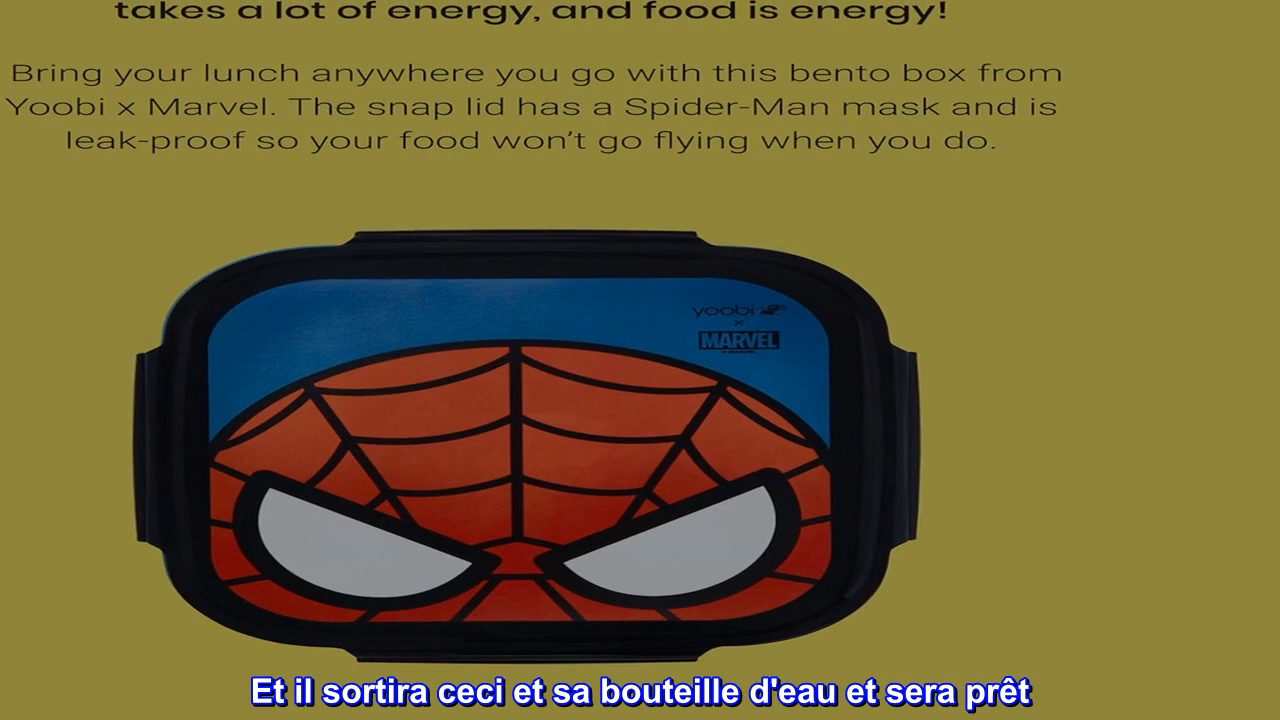 takes a lot of energy, and food is energy!
Bring your lunch anywhere you go with this bento box from
Yoobi x Marvel. The snap lid has a Spider-Man mask and is
leak-proof so your food won't go flying when you do.
yoobi
x
MARVEL
Et il sortira ceci et sa bouteille d'eau et sera prêt